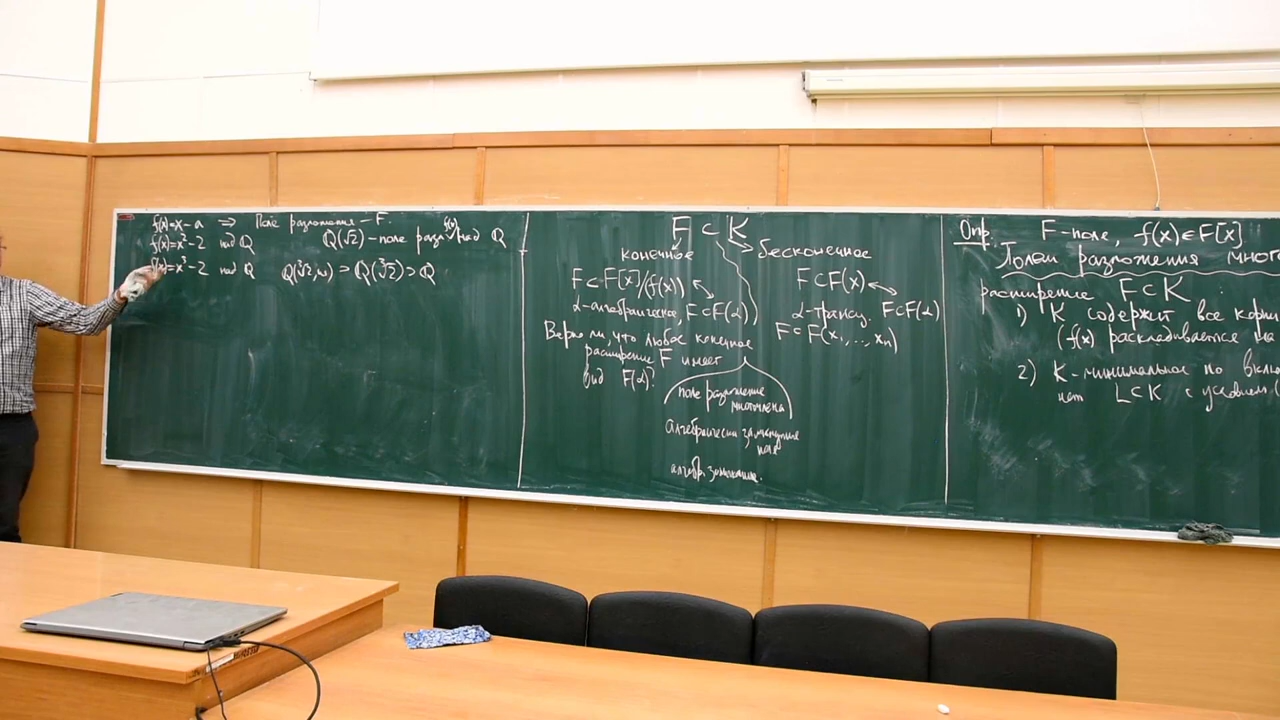 f(x)=x-a ⇒ Поле разложения - F.
f(x)=x²-2 над Q Q(√2) - поле разл. f(x) над Q
f(x)=x³-2 над Q Q(∛2, ω) ⊃ Q(∛2) ⊃ Q
F ⊂ K
конечное бесконечное
F ⊂ F[x]/(f(x)) F ⊂ F(x)
α-алгебраическое, F ⊂ F(α) α-трансц. F ⊂ F(α)
F ⊂ F(x₁,..,xₙ)
Верно ли, что любое конечное
расширение F имеет
вид F(α)?
поле разложения
многочлена
Алгебраически замкнутые
поля
алгебр. замыкание.
Опр. F-поле, f(x) ∈ F[x]
Полем разложения много
расширение F ⊂ K
1) K содержит все корни
(f(x) раскладывается на
2) K-минимальное по вклю
нет L ⊂ K с условием (